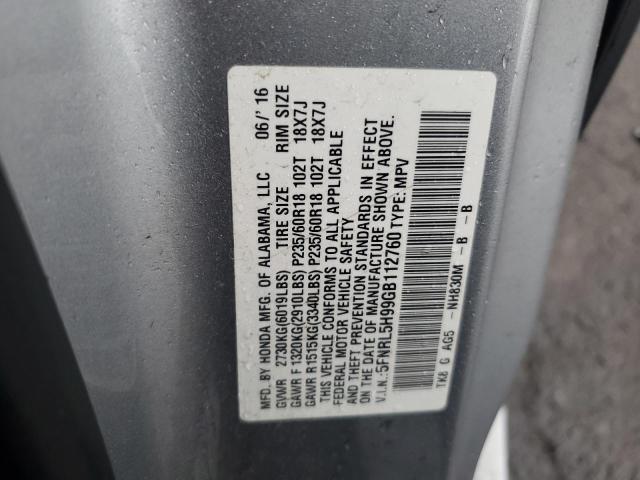 MFD. BY HONDA MFG. OF ALABAMA, LLC 06/ 16
GVWR 2730KG(6019LBS) TIRE SIZE RIM SIZE
GAWR F 1320KG(2910LBS) P235/60R18 102T 18X7J
GAWR R 1515KG(3340LBS) P235/60R18 102T 18X7J
THIS VEHICLE CONFORMS TO ALL APPLICABLE
FEDERAL MOTOR VEHICLE SAFETY
AND THEFT PREVENTION STANDARDS IN EFFECT
ON THE DATE OF MANUFACTURE SHOWN ABOVE.
V.I.N.:5FNRL5H99GB112760 TYPE: MPV
TK8 G AG5 -NH830M -B -B